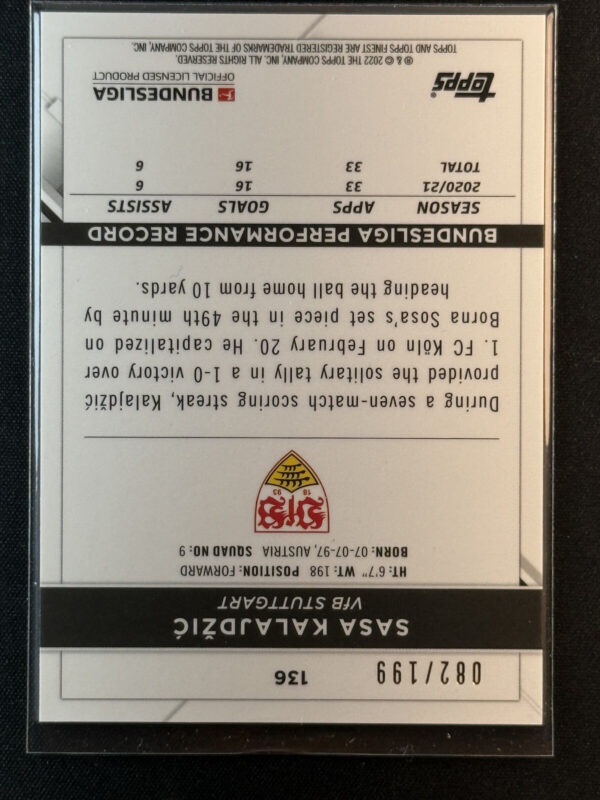 082/199
136
SASA KALAJDŽIĆ
VfB STUTTGART
HT: 6'7" WT: 198 POSITION: FORWARD
BORN: 07-07-97, AUSTRIA SQUAD NO: 9
18 93
VfB
During a seven-match scoring streak, Kalajdžić
provided the solitary tally in a 1-0 victory over
1. FC Köln on February 20. He capitalized on
Borna Sosa's set piece in the 49th minute by
heading the ball home from 10 yards.
BUNDESLIGA PERFORMANCE RECORD
SEASON APPS GOALS ASSISTS
2020/21 33 16 6
TOTAL 33 16 6
topps
BUNDESLIGA
OFFICIAL LICENSED PRODUCT
® & © 2022 THE TOPPS COMPANY, INC. ALL RIGHTS RESERVED.
TOPPS AND TOPPS FINEST ARE REGISTERED TRADEMARKS OF THE TOPPS COMPANY, INC.